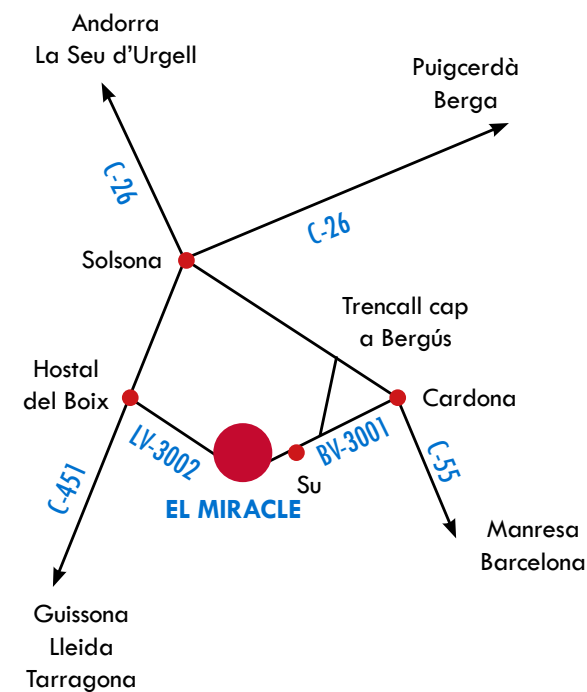 Andorra
La Seu d’Urgell
Puigcerdà
Berga
C-26
C-26
Solsona
Trencall cap
a Bergús
Hostal
del Boix
Cardona
LV-3002
BV-3001
C-55
C-451
Su
EL MIRACLE
Manresa
Barcelona
Guissona
Lleida
Tarragona